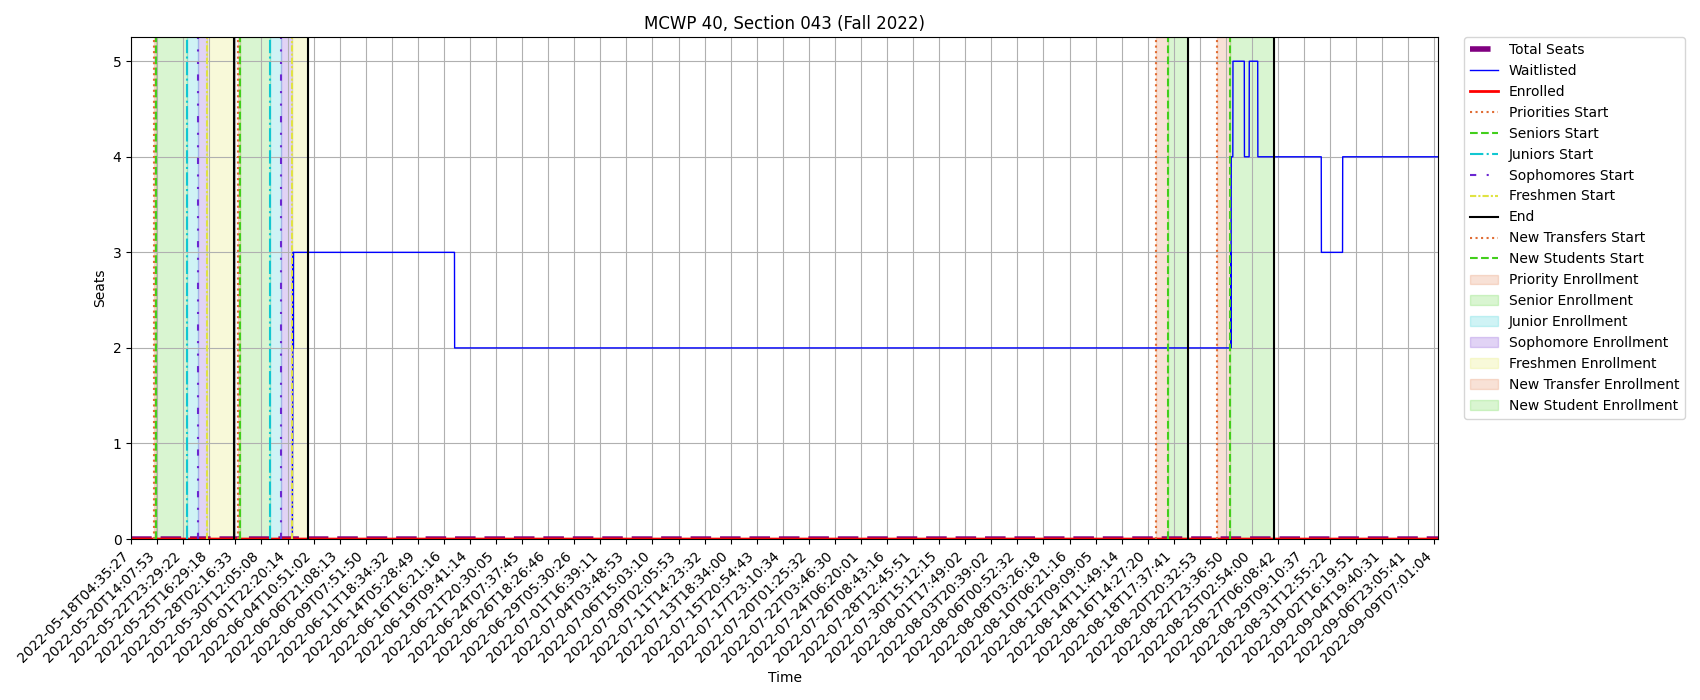 MCWP 40, Section 043 (Fall 2022)
Seats
5
4
3
2
1
0
2022-05-18T04:35:27
2022-05-20T14:07:53
2022-05-22T23:29:22
2022-05-25T16:29:18
2022-05-28T02:16:33
2022-05-30T12:05:09
2022-06-01T22:20:14
2022-06-04T10:51:02
2022-06-06T21:08:13
2022-06-09T07:51:50
2022-06-11T18:34:32
2022-06-14T05:28:49
2022-06-16T16:21:16
2022-06-19T09:41:14
2022-06-21T20:30:05
2022-06-24T07:37:45
2022-06-26T18:26:46
2022-06-29T05:30:26
2022-07-01T16:39:11
2022-07-04T03:48:53
2022-07-06T15:03:10
2022-07-09T02:05:53
2022-07-11T14:23:32
2022-07-13T18:34:00
2022-07-15T20:54:43
2022-07-17T23:10:34
2022-07-20T01:25:32
2022-07-22T03:46:30
2022-07-24T06:20:01
2022-07-26T08:43:16
2022-07-28T12:45:51
2022-07-30T15:12:15
2022-08-01T17:49:02
2022-08-03T20:39:02
2022-08-06T00:52:32
2022-08-08T03:26:18
2022-08-10T06:21:16
2022-08-12T09:09:05
2022-08-14T11:49:14
2022-08-16T14:27:20
2022-08-18T17:37:41
2022-08-20T20:32:53
2022-08-22T23:36:50
2022-08-25T02:54:00
2022-08-27T06:08:42
2022-08-29T09:10:37
2022-08-31T12:55:22
2022-09-02T16:19:51
2022-09-04T19:40:31
2022-09-06T23:05:41
2022-09-09T07:01:04
Time
Total Seats
Waitlisted
Enrolled
Priorities Start
Seniors Start
Juniors Start
Sophomores Start
Freshmen Start
End
New Transfers Start
New Students Start
Priority Enrollment
Senior Enrollment
Junior Enrollment
Sophomore Enrollment
Freshmen Enrollment
New Transfer Enrollment
New Student Enrollment